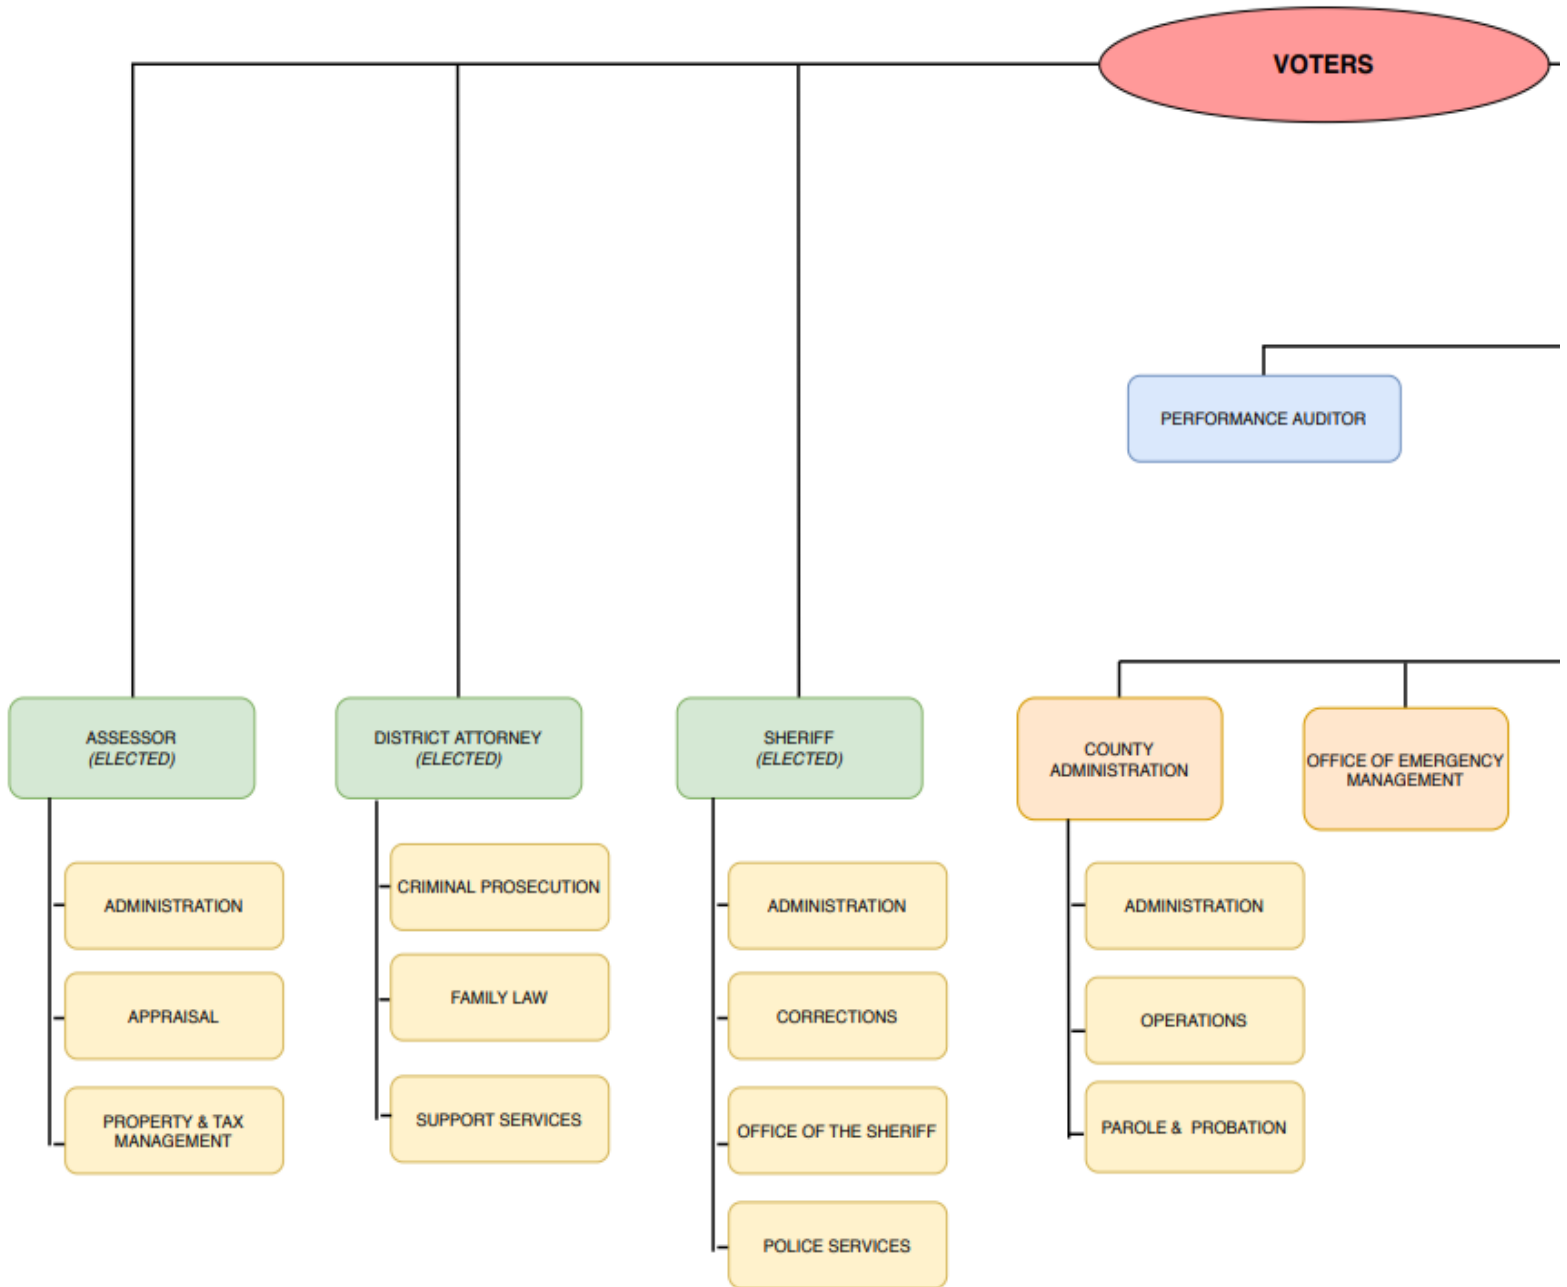 VOTERS
PERFORMANCE AUDITOR
ASSESSOR
(ELECTED)
ADMINISTRATION
APPRAISAL
PROPERTY & TAX
MANAGEMENT
DISTRICT ATTORNEY
(ELECTED)
CRIMINAL PROSECUTION
FAMILY LAW
SUPPORT SERVICES
SHERIFF
(ELECTED)
ADMINISTRATION
CORRECTIONS
OFFICE OF THE SHERIFF
POLICE SERVICES
COUNTY
ADMINISTRATION
ADMINISTRATION
OPERATIONS
PAROLE & PROBATION
OFFICE OF EMERGENCY
MANAGEMENT